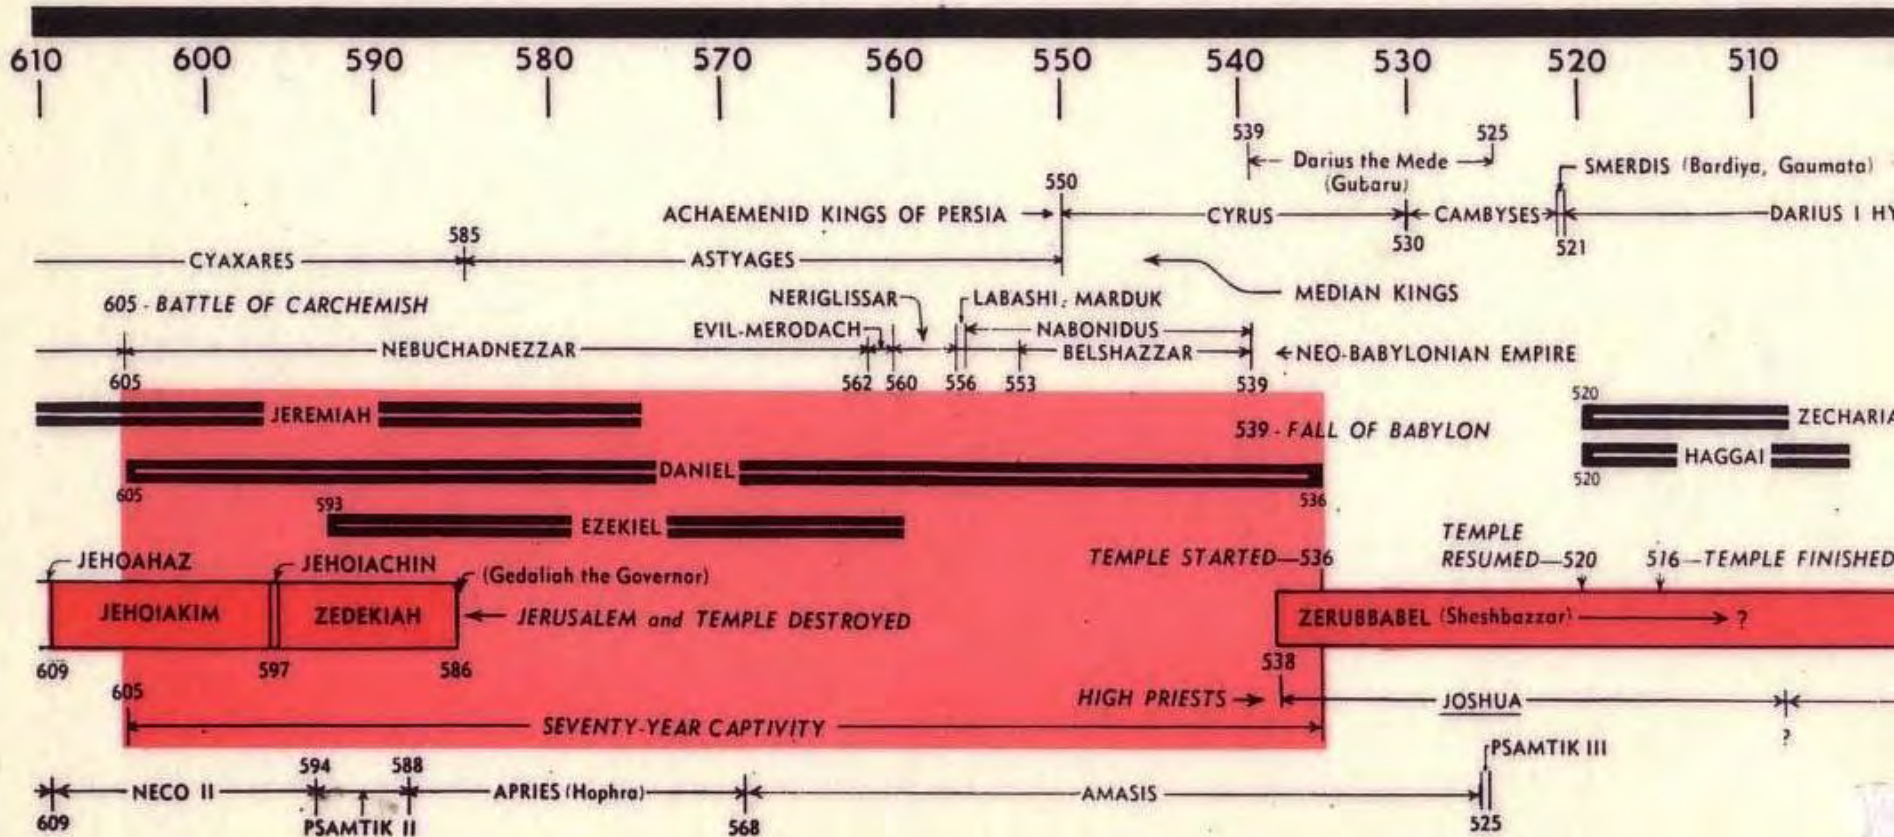 610 600 590 580 570 560 550 540 530 520 510
539 525
← Darius the Mede →
(Gubaru)
SMERDIS (Bardiya, Gaumata)
550
ACHAEMENID KINGS OF PERSIA → CYRUS CAMBYSES DARIUS I HY
530 521
585
CYAXARES ASTYAGES
MEDIAN KINGS
605 - BATTLE OF CARCHEMISH
NERIGLISSAR LABASHI, MARDUK
EVIL-MERODACH NABONIDUS
NEBUCHADNEZZAR BELSHAZZAR ←NEO-BABYLONIAN EMPIRE
605 562 560 556 553 539
JEREMIAH
539 - FALL OF BABYLON
520
ZECHARIA
DANIEL
605 536
HAGGAI
520
593
EZEKIEL
TEMPLE STARTED—536
TEMPLE
RESUMED—520
516—TEMPLE FINISHED
JEHOAHAZ JEHOIACHIN
(Gedaliah the Governor)
JEHOIAKIM ZEDEKIAH ← JERUSALEM and TEMPLE DESTROYED
ZERUBBABEL (Sheshbazzar) → ?
609 597 586 538
605
HIGH PRIESTS → JOSHUA
?
SEVENTY-YEAR CAPTIVITY
PSAMTIK III
594 588
NECO II APRIES (Hophra) AMASIS
609 PSAMTIK II 568 525